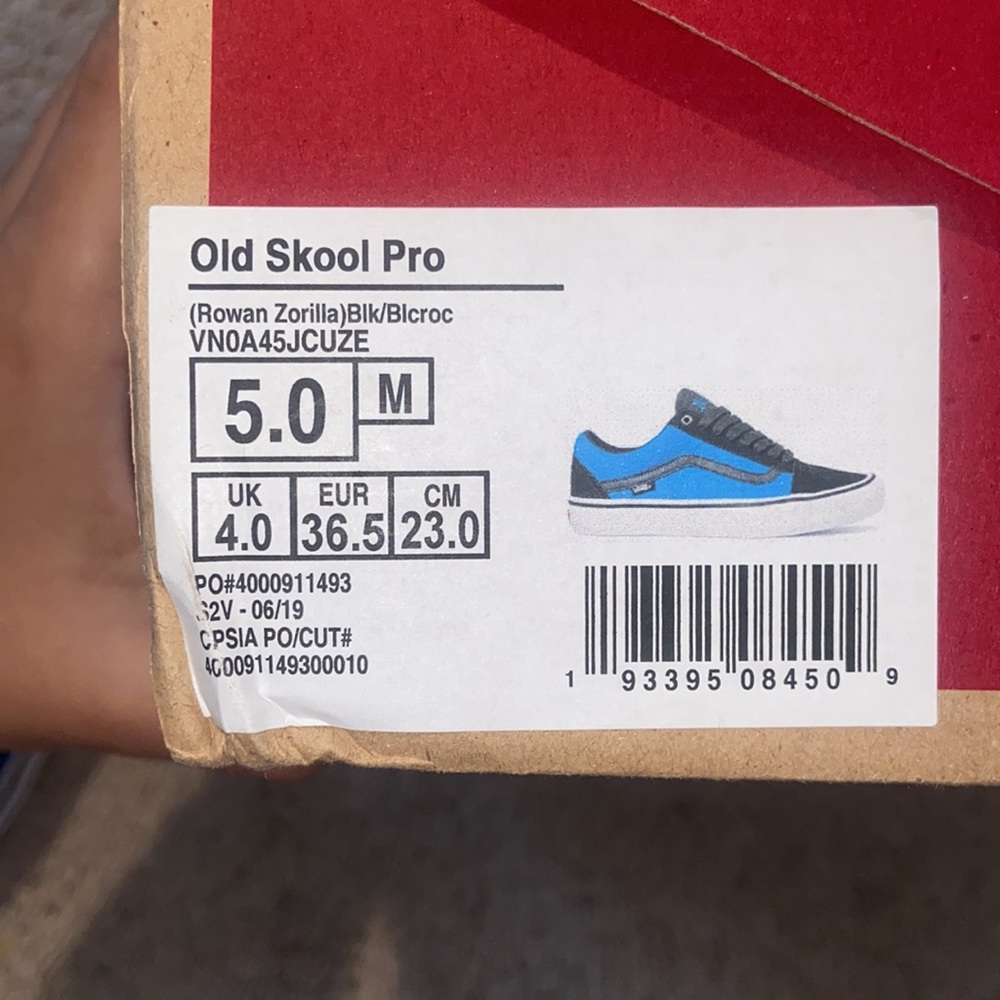 Old Skool Pro
(Rowan Zorilla)Blk/Blcroc
VN0A45JCUZE
5.0 M
UK EUR CM
4.0 36.5 23.0
PO#4000911493
S2V - 06/19
CPSIA PO/CUT#
400091149300010
1 93395 08450 9